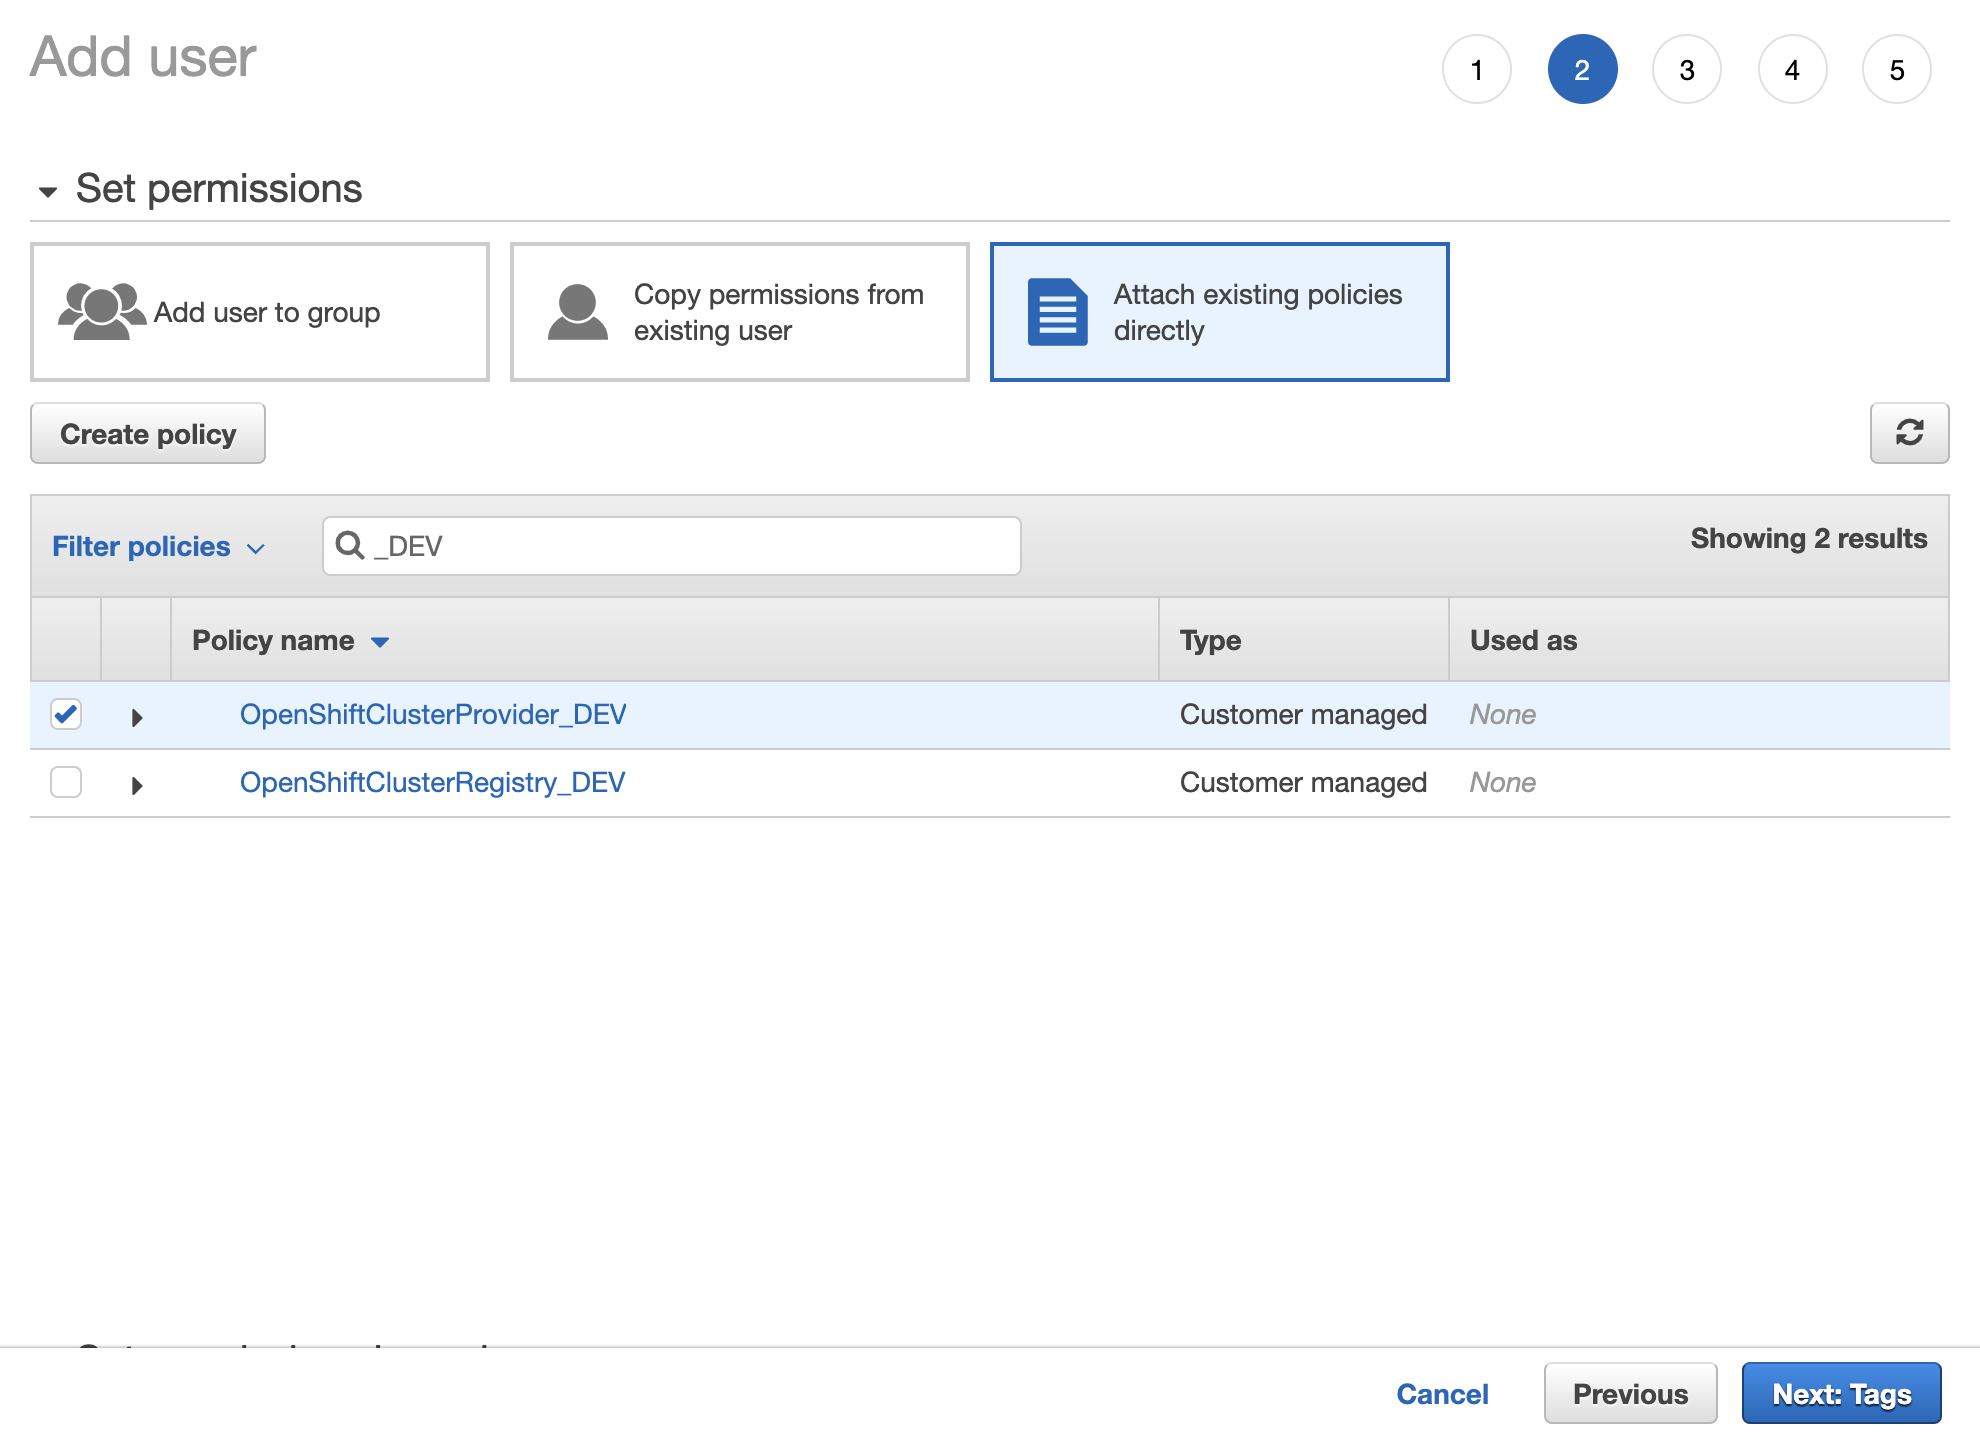 Add user
1 2 3 4 5
Set permissions
Add user to group
Copy permissions from
existing user
Attach existing policies
directly
Create policy
Filter policies
_DEV
Showing 2 results
Policy name Type Used as
OpenShiftClusterProvider_DEV Customer managed None
OpenShiftClusterRegistry_DEV Customer managed None
Cancel Previous Next: Tags